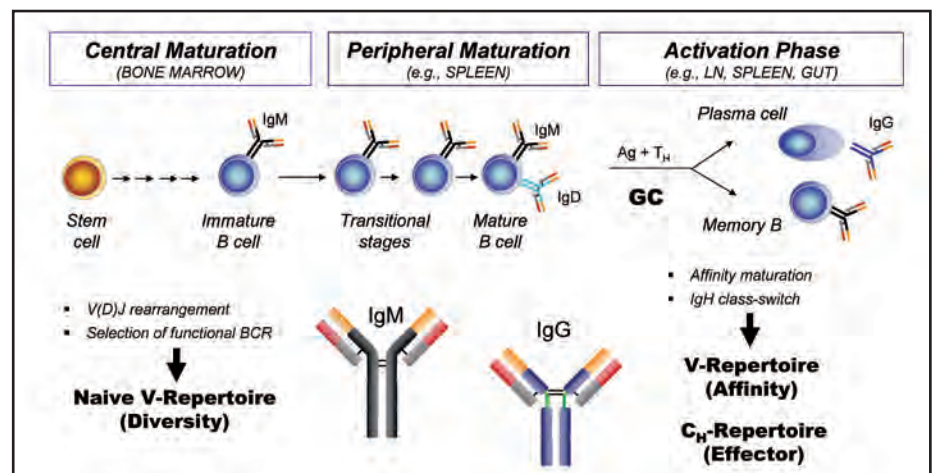 Central Maturation
(BONE MARROW)
Peripheral Maturation
(e.g., SPLEEN)
Activation Phase
(e.g., LN, SPLEEN, GUT)
IgM
Stem
cell
Immature
B cell
Transitional
stages
IgM
IgD
Mature
B cell
Ag + TH
GC
Plasma cell
IgG
Memory B
▪ V(D)J rearrangement
▪ Selection of functional BCR
Naive V-Repertoire
(Diversity)
IgM
IgG
▪ Affinity maturation
▪ IgH class-switch
V-Repertoire
(Affinity)
CH-Repertoire
(Effector)